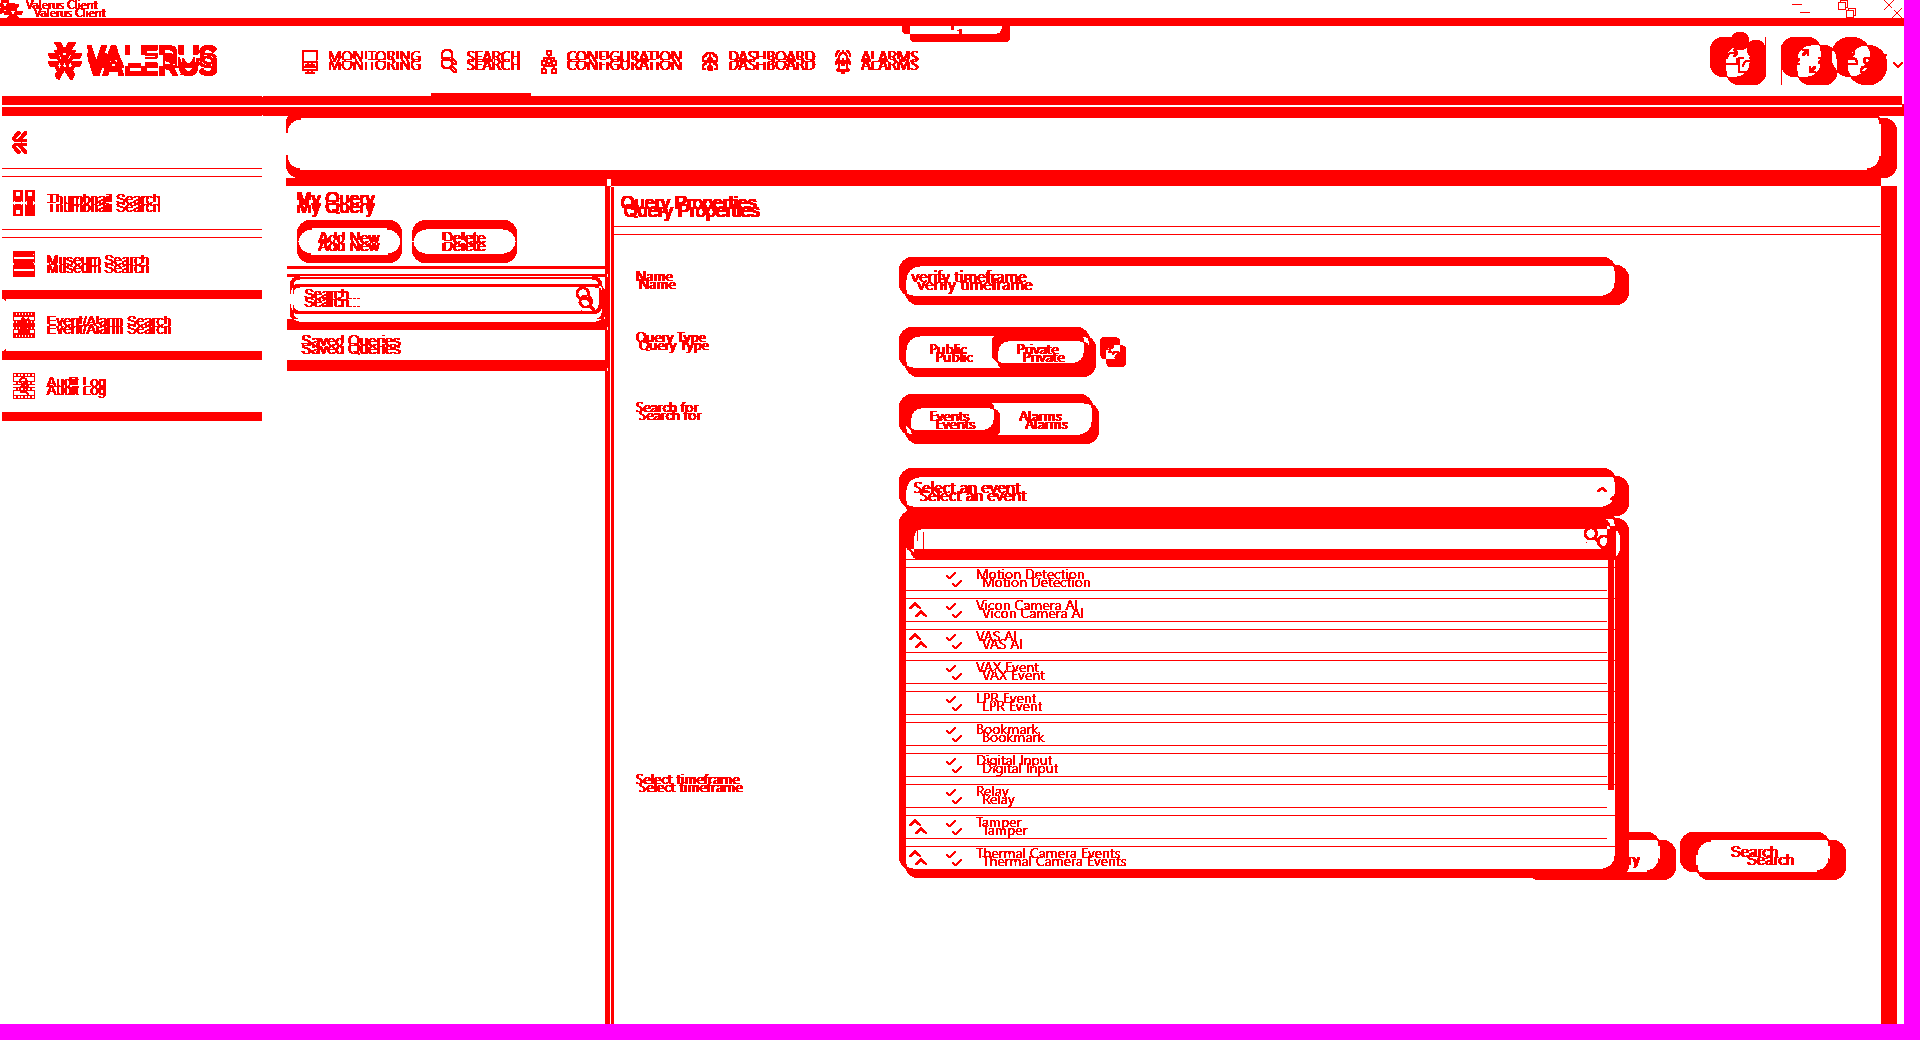 Valerus Client
Valerus Client
VALERUS
MONITORING
SEARCH
CONFIGURATION
DASHBOARD
ALARMS
Thumbnail Search
Museum Search
Event/Alarm Search
Audit Log
My Query
Add New
Delete
Search...
Saved Queries
Query Properties
Name
verify timeframe
Query Type
Public
Private
Search for
Events
Alarms
Select an event
Motion Detection
Vicon Camera AI
VAS AI
VAX Event
LPR Event
Bookmark
Digital Input
Relay
Tamper
Thermal Camera Events
Select timeframe
Search